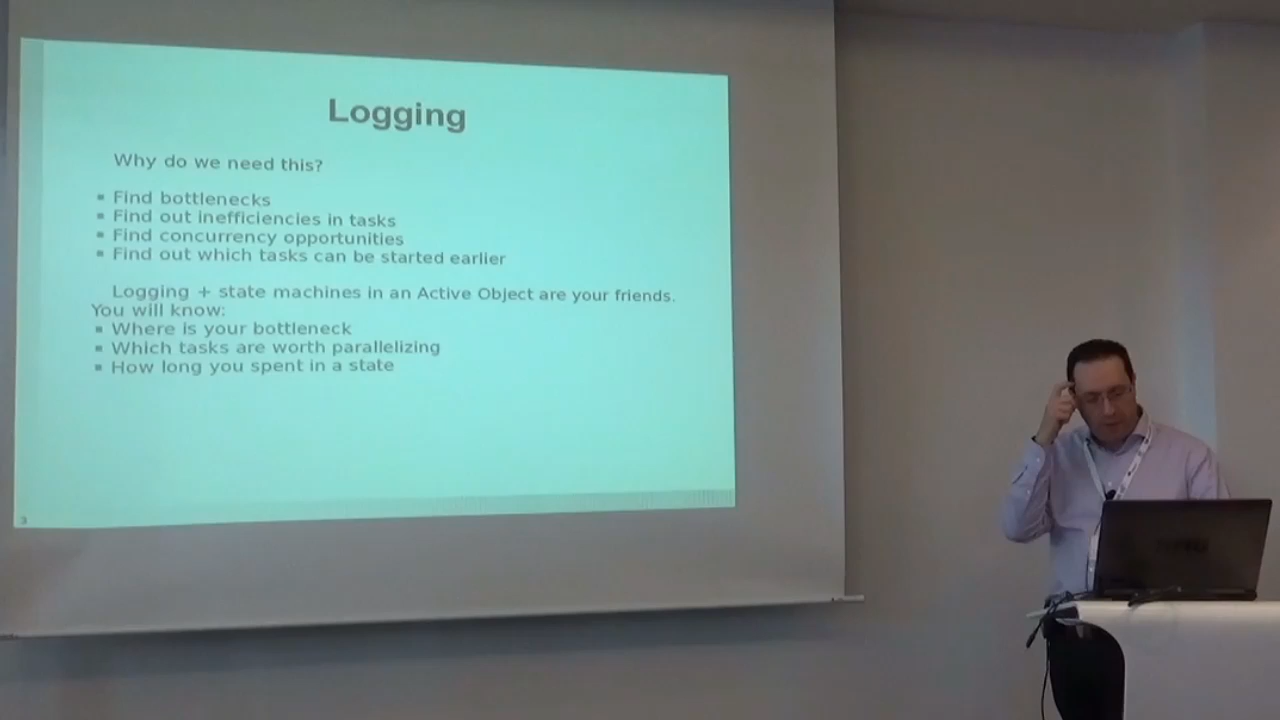 Logging
Why do we need this?
▪ Find bottlenecks
▪ Find out inefficiencies in tasks
▪ Find concurrency opportunities
▪ Find out which tasks can be started earlier
Logging + state machines in an Active Object are your friends.
You will know:
▪ Where is your bottleneck
▪ Which tasks are worth parallelizing
▪ How long you spent in a state
3